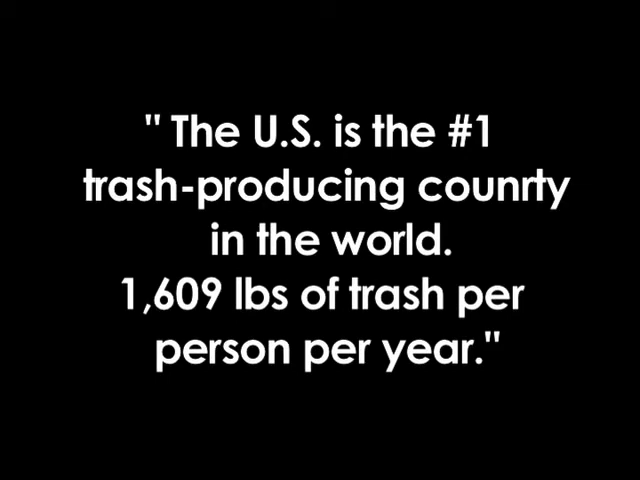 " The U.S. is the #1
trash-producing counrty
in the world.
1,609 lbs of trash per
person per year."